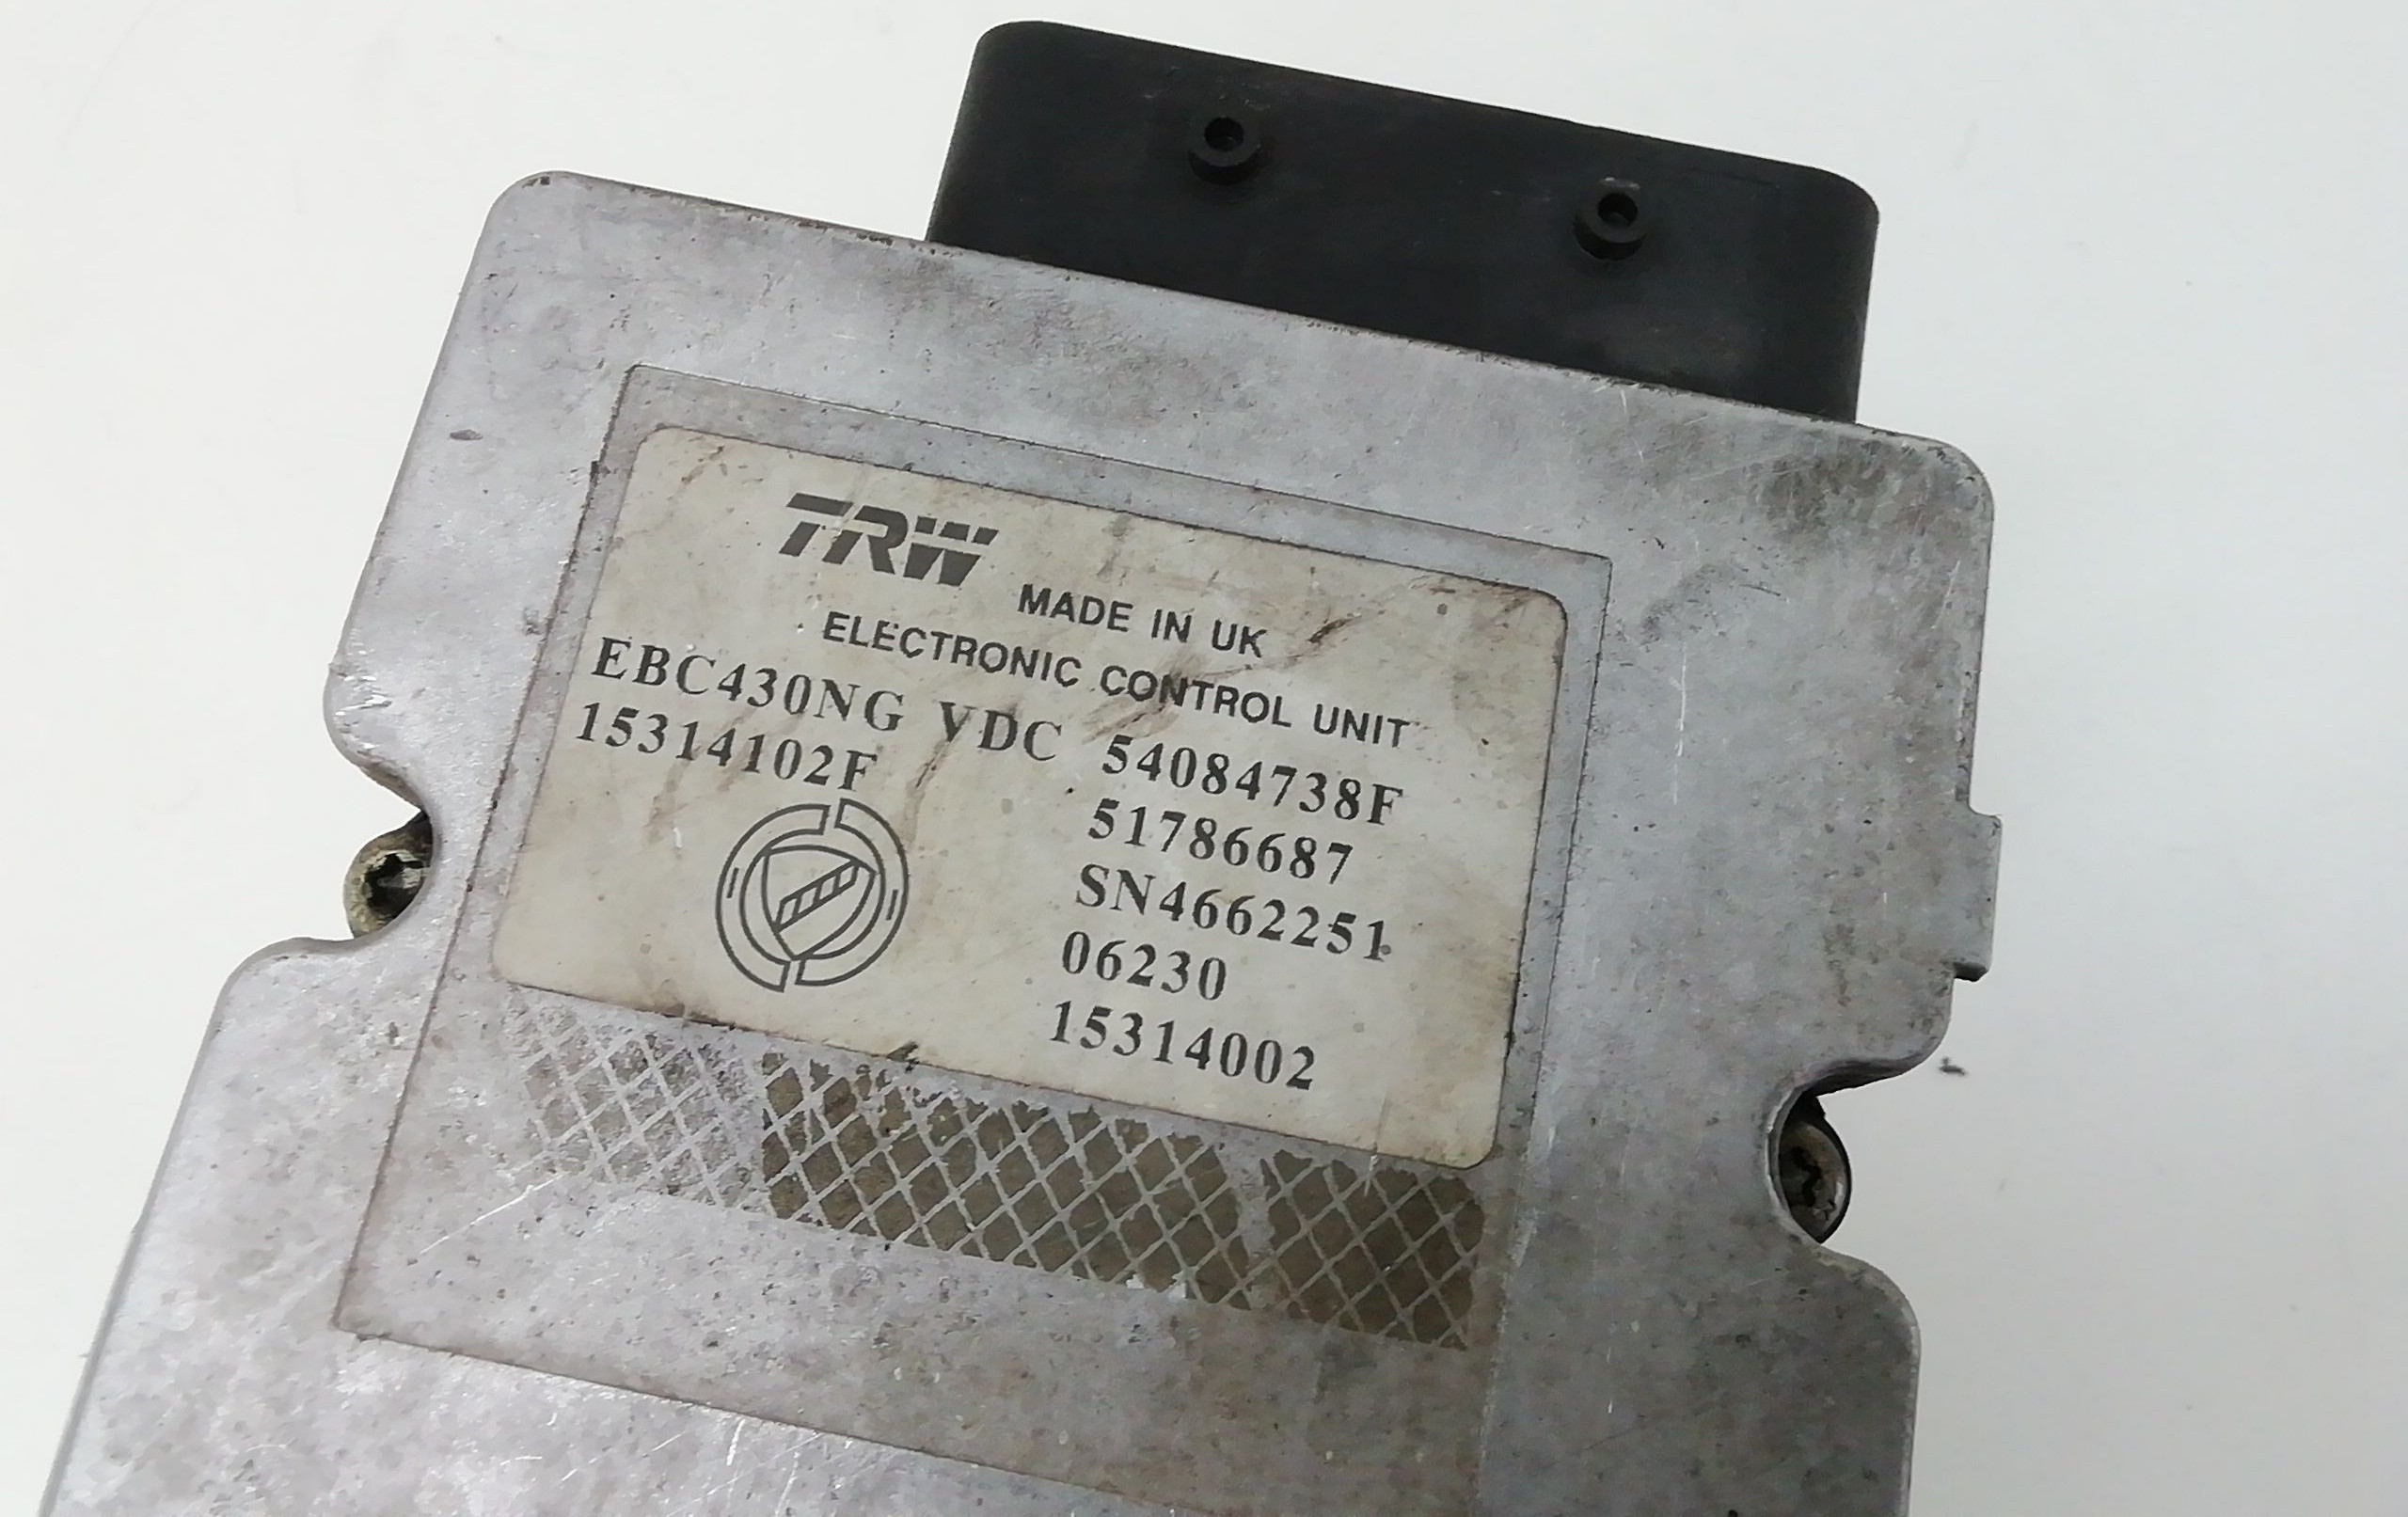 TRW MADE IN UK
ELECTRONIC CONTROL UNIT
EBC430NG VDC 54084738F
15314102F 51786687
SN4662251
06230
15314002